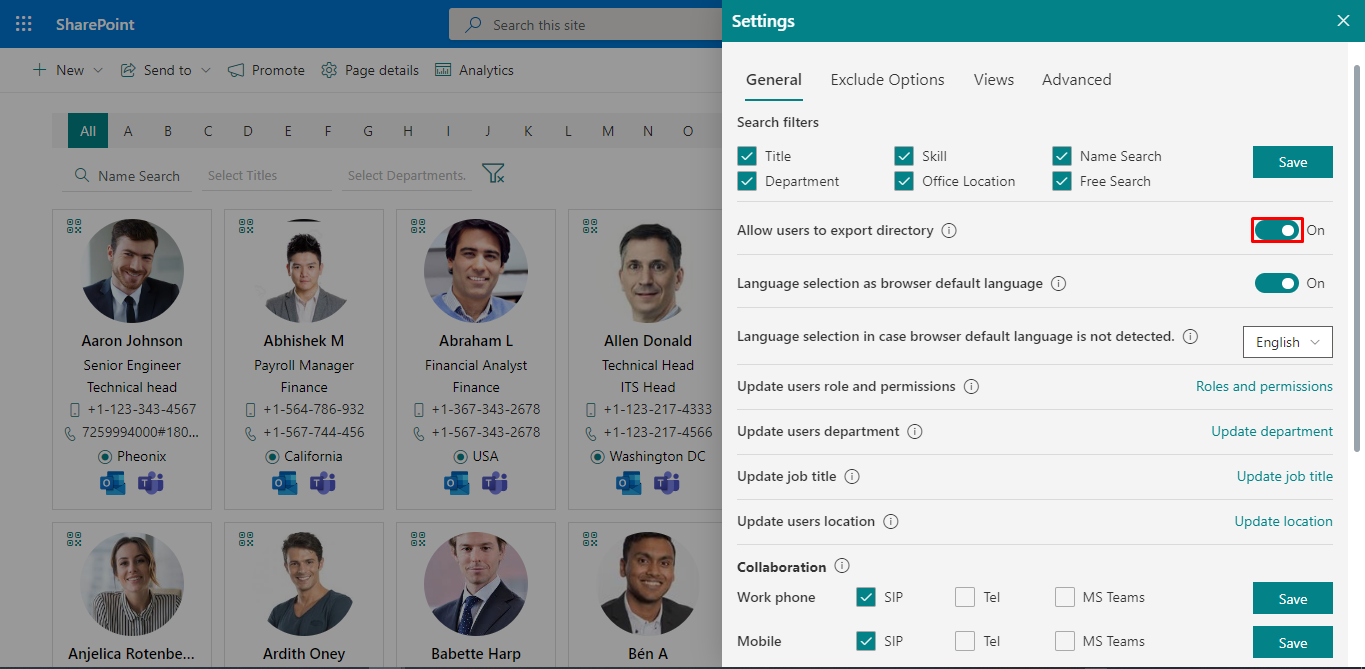 SharePoint
Search this site
New
Send to
Promote
Page details
Analytics
All A B C D E F G H I J K L M N O
Name Search
Select Titles
Select Departments.
Aaron Johnson
Senior Engineer
Technical head
+1-123-343-4567
7259994000#180...
Pheonix
Abhishek M
Payroll Manager
Finance
+1-564-786-932
+1-567-744-456
California
Abraham L
Financial Analyst
Finance
+1-367-343-2678
+1-567-343-2678
USA
Allen Donald
Technical Head
ITS Head
+1-123-217-4333
+1-123-217-4566
Washington DC
Anjelica Rotenbe...
Ardith Oney
Babette Harp
Bén A
Settings
General
Exclude Options
Views
Advanced
Search filters
Title
Skill
Name Search
Department
Office Location
Free Search
Save
Allow users to export directory
On
Language selection as browser default language
On
Language selection in case browser default language is not detected.
English
Update users role and permissions
Roles and permissions
Update users department
Update department
Update job title
Update job title
Update users location
Update location
Collaboration
Work phone
SIP
Tel
MS Teams
Save
Mobile
SIP
Tel
MS Teams
Save